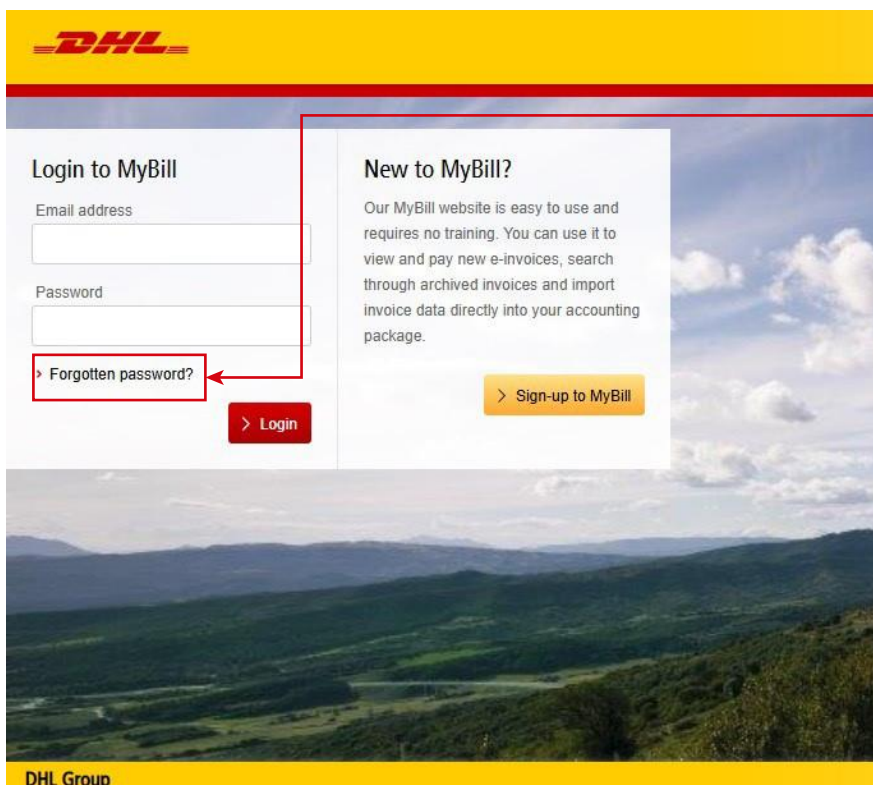 DHL
Login to MyBill
Email address
Password
Forgotten password?
Login
New to MyBill?
Our MyBill website is easy to use and
requires no training. You can use it to
view and pay new e-invoices, search
through archived invoices and import
invoice data directly into your accounting
package.
Sign-up to MyBill
DHL Group